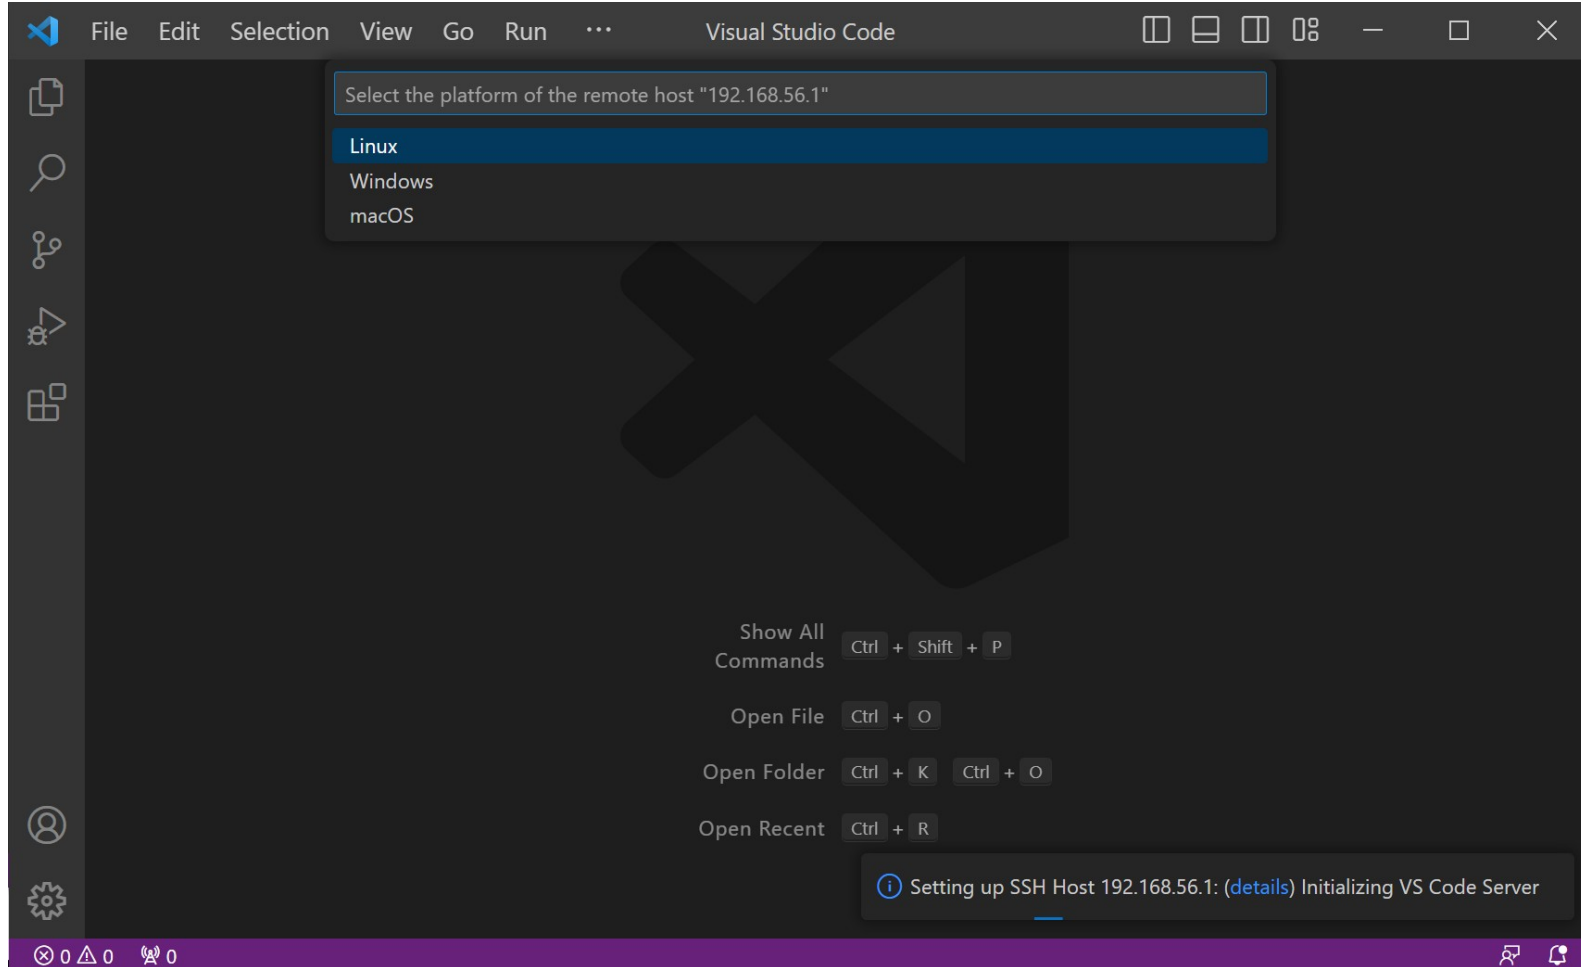 File Edit Selection View Go Run ··· Visual Studio Code
Select the platform of the remote host "192.168.56.1"
Linux
Windows
macOS
Show All Commands Ctrl + Shift + P
Open File Ctrl + O
Open Folder Ctrl + K Ctrl + O
Open Recent Ctrl + R
Setting up SSH Host 192.168.56.1: (details) Initializing VS Code Server
0 0 0